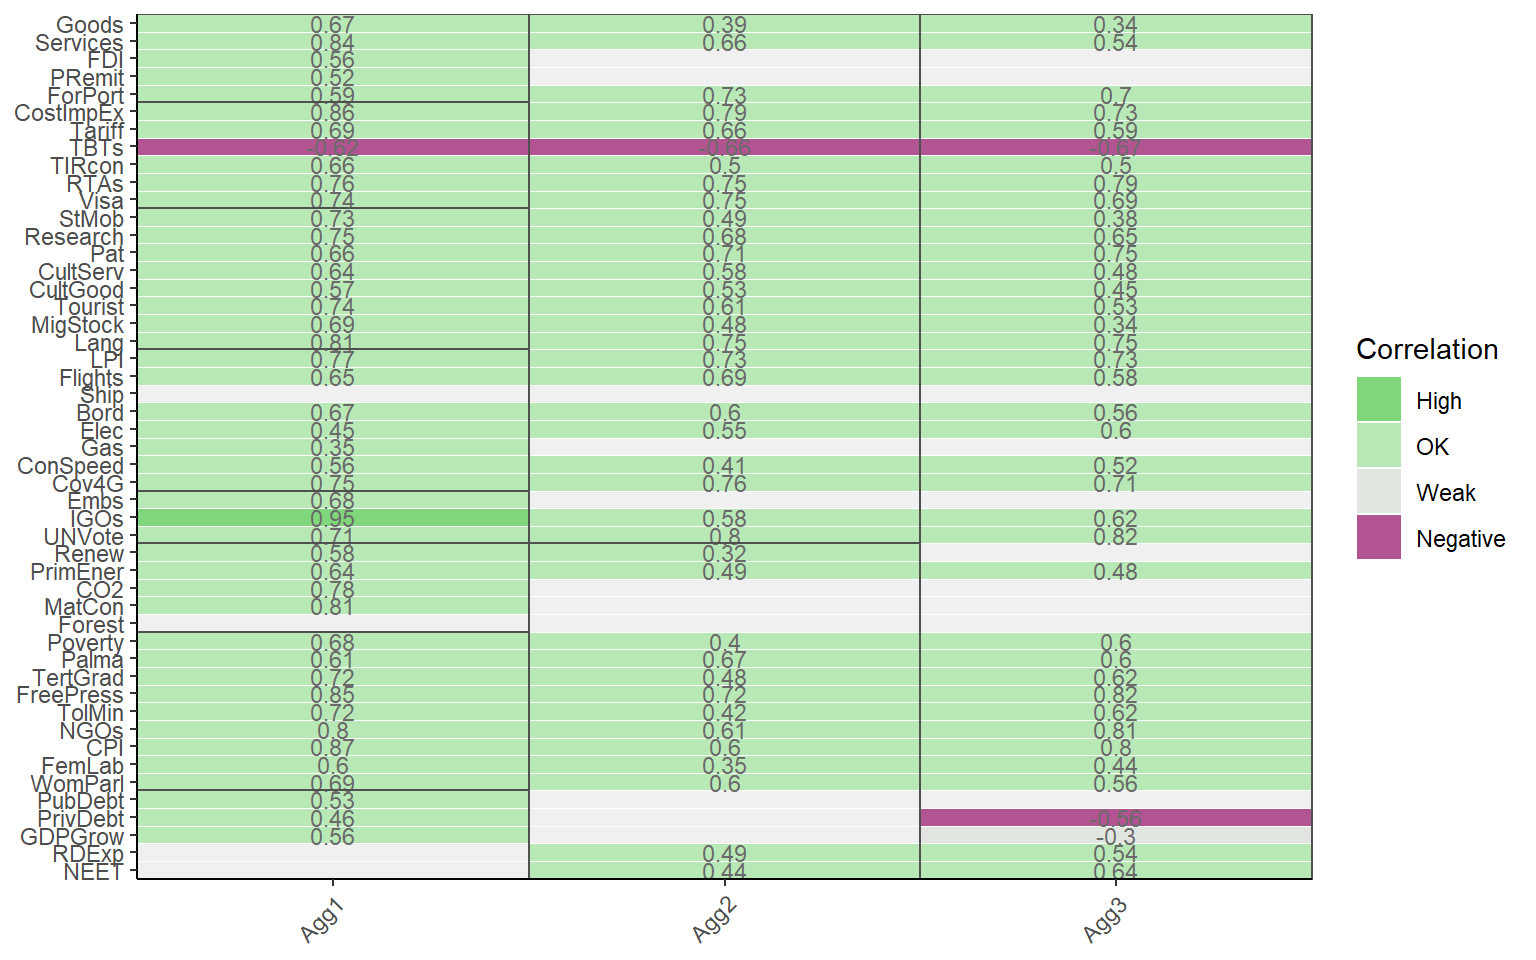 Goods 0.67 0.39 0.34
Services 0.84 0.66 0.54
FDI 0.56
PRemit 0.52
ForPort 0.59 0.73 0.7
CostImpEx 0.86 0.79 0.73
Tariff 0.69 0.66 0.59
TBTs -0.62 -0.66 -0.67
TIRcon 0.66 0.5 0.5
RTAs 0.76 0.75 0.79
Visa 0.74 0.75 0.69
StMob 0.73 0.49 0.38
Research 0.75 0.68 0.65
Pat 0.66 0.71 0.75
CultServ 0.64 0.58 0.48
CultGood 0.57 0.53 0.45
Tourist 0.74 0.61 0.53
MigStock 0.69 0.48 0.34
Lang 0.81 0.75 0.75
LPI 0.77 0.73 0.73
Flights 0.65 0.69 0.58
Ship
Bord 0.67 0.6 0.56
Elec 0.45 0.55 0.6
Gas 0.35
ConSpeed 0.56 0.41 0.52
Cov4G 0.75 0.76 0.71
Embs 0.68
IGOs 0.95 0.58 0.62
UNVote 0.71 0.8 0.82
Renew 0.58 0.32
PrimEner 0.64 0.49 0.48
CO2 0.78
MatCon 0.81
Forest
Poverty 0.68 0.4 0.6
Palma 0.61 0.67 0.6
TertGrad 0.72 0.48 0.62
FreePress 0.85 0.72 0.82
TolMin 0.72 0.42 0.62
NGOs 0.8 0.61 0.81
CPI 0.87 0.6 0.8
FemLab 0.6 0.35 0.44
WomParl 0.69 0.6 0.56
PubDebt 0.53
PrivDebt 0.46 -0.56
GDPGrow 0.56 -0.3
RDExp 0.49 0.54
NEET 0.44 0.64
Agg1 Agg2 Agg3
Correlation
High
OK
Weak
Negative